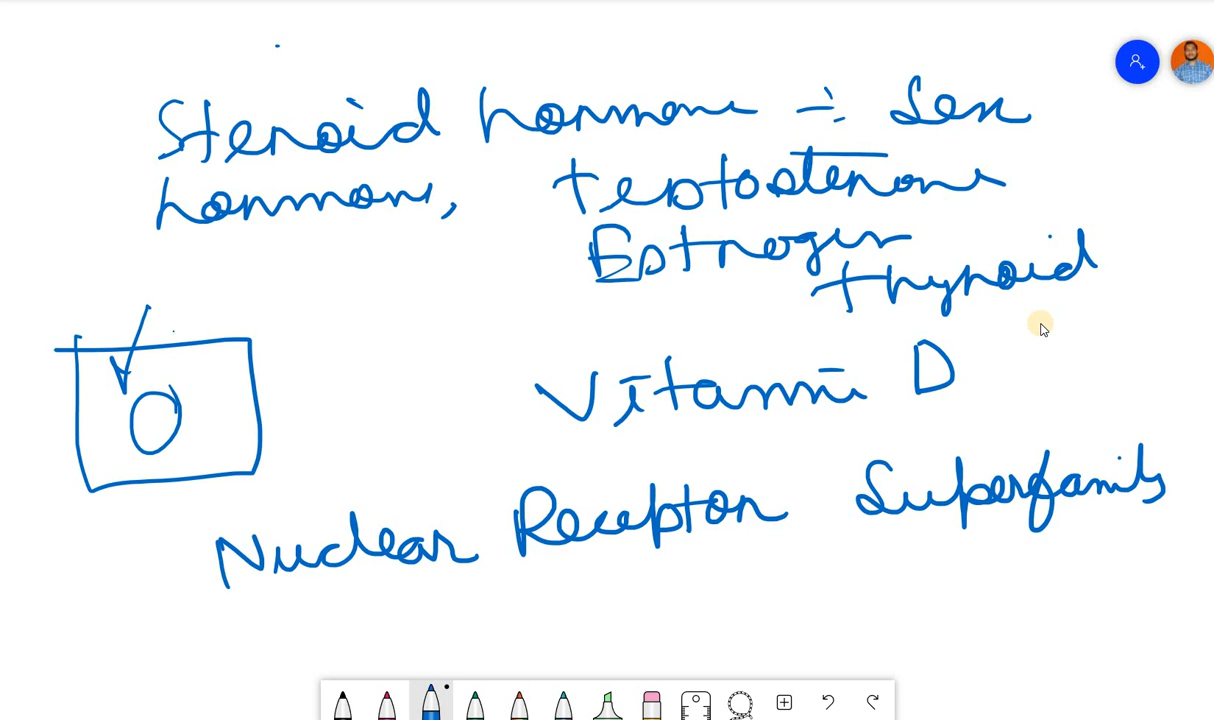 Steroid hormone ÷ Sex
hormone, testosterone
Estrogen
thyroid
Vitamin D
Nuclear Receptor Superfamily